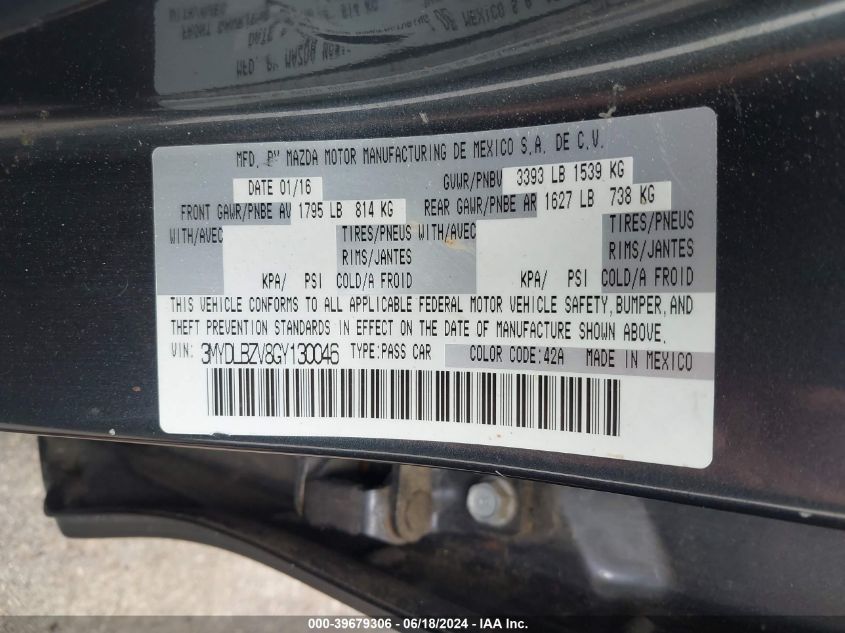 MFD. BY MAZDA MOTOR MANUFACTURING DE MEXICO S.A. DE C.V.
DATE 01/16 GVWR/PNBV 3393 LB 1539 KG
FRONT GAWR/PNBE AV 1795 LB 814 KG REAR GAWR/PNBE AR 1627 LB 738 KG
WITH/AVEC TIRES/PNEUS WITH/AVEC TIRES/PNEUS
RIMS/JANTES RIMS/JANTES
KPA/ PSI COLD/A FROID KPA/ PSI COLD/A FROID
THIS VEHICLE CONFORMS TO ALL APPLICABLE FEDERAL MOTOR VEHICLE SAFETY, BUMPER, AND
THEFT PREVENTION STANDARDS IN EFFECT ON THE DATE OF MANUFACTURE SHOWN ABOVE.
VIN: 3MYDLBZV8GY130046 TYPE:PASS CAR COLOR CODE:42A MADE IN MEXICO
000-39679306 - 06/18/2024 - IAA Inc.